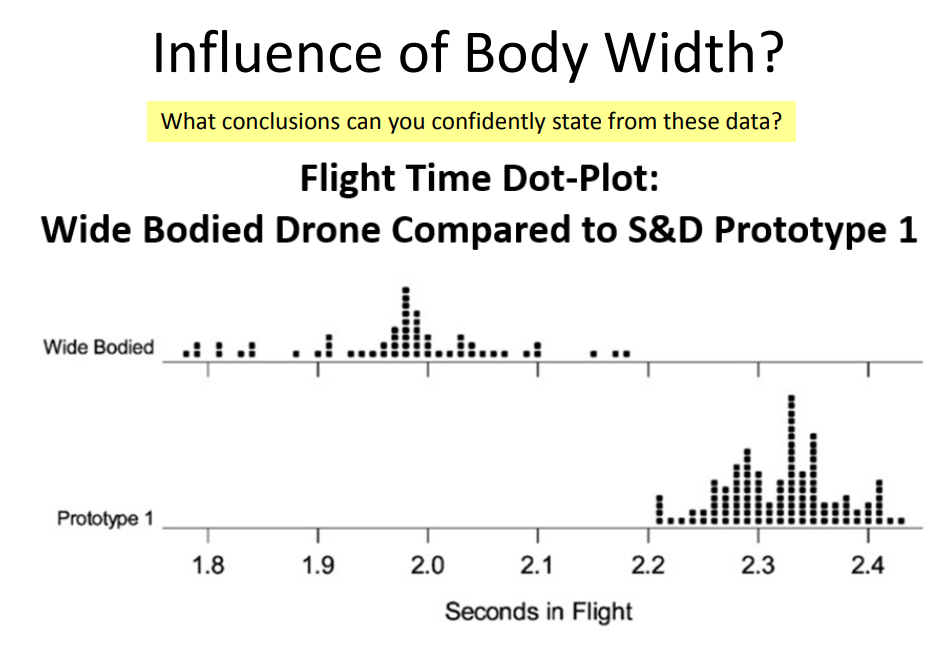 Influence of Body Width?
What conclusions can you confidently state from these data?
Flight Time Dot-Plot:
Wide Bodied Drone Compared to S&D Prototype 1
Wide Bodied
Prototype 1
1.8 1.9 2.0 2.1 2.2 2.3 2.4
Seconds in Flight